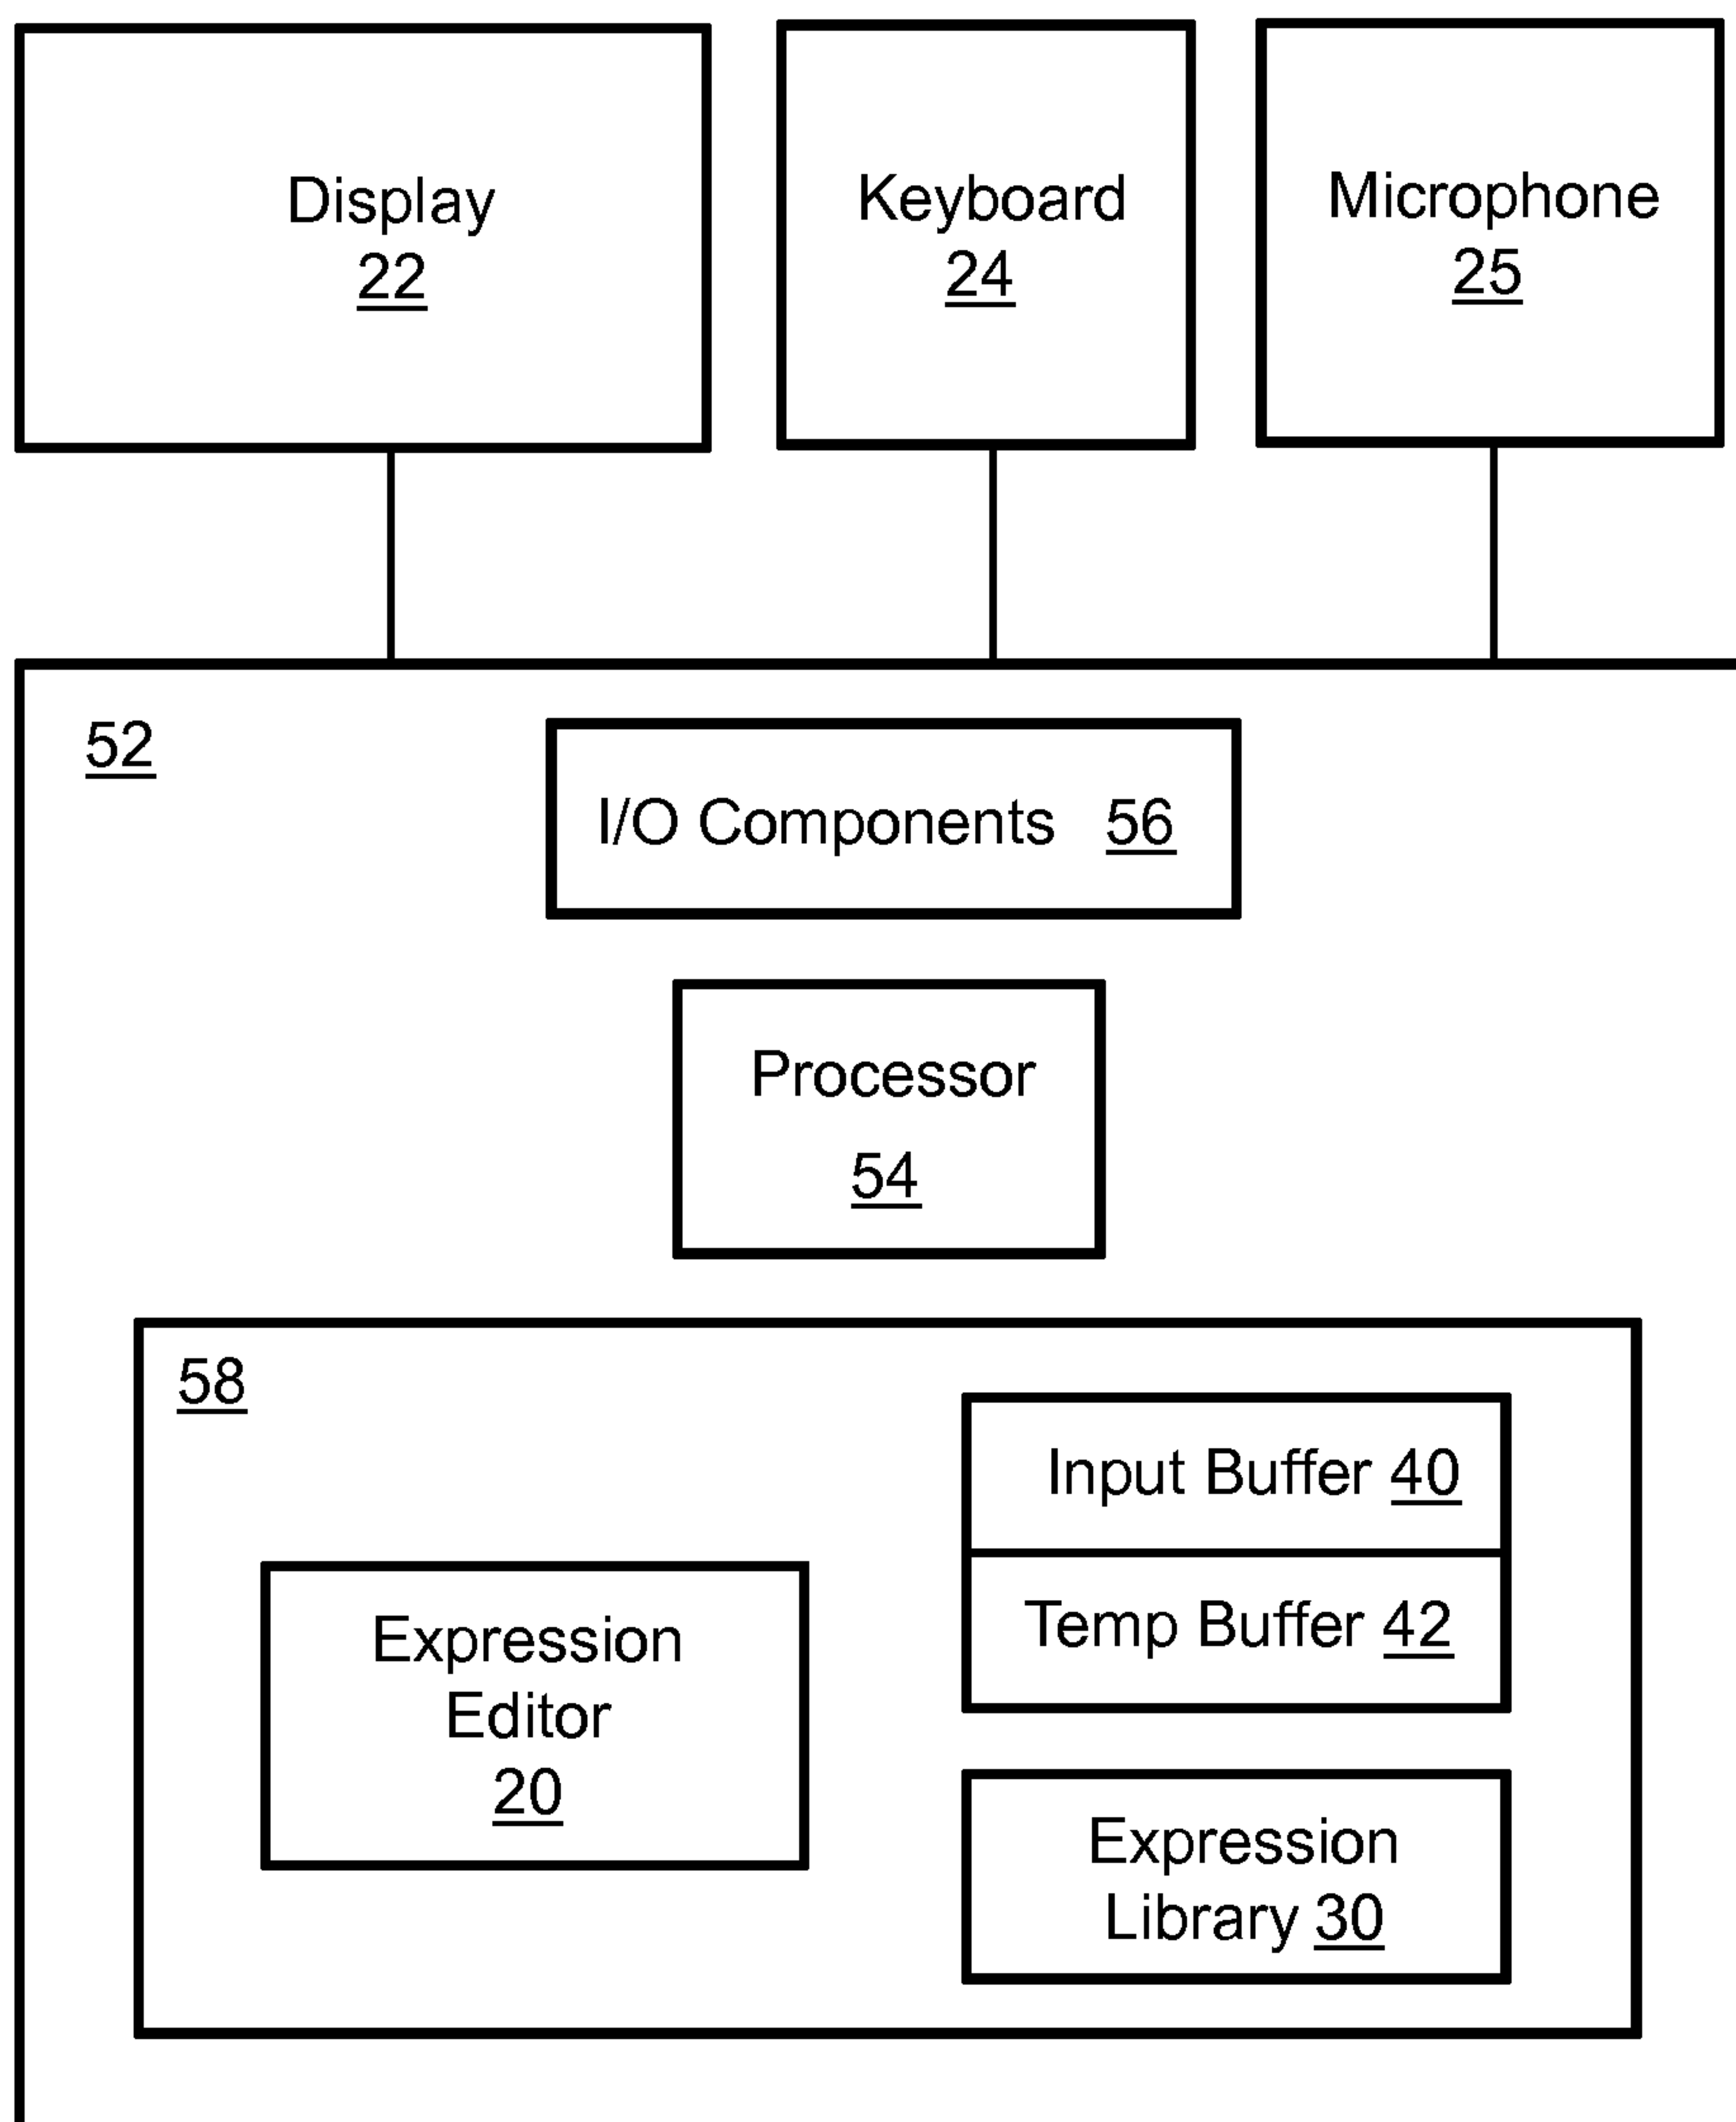 Display
22
Keyboard
24
Microphone
25
52
I/O Components 56
Processor
54
58
Input Buffer 40
Temp Buffer 42
Expression
Editor
20
Expression
Library 30